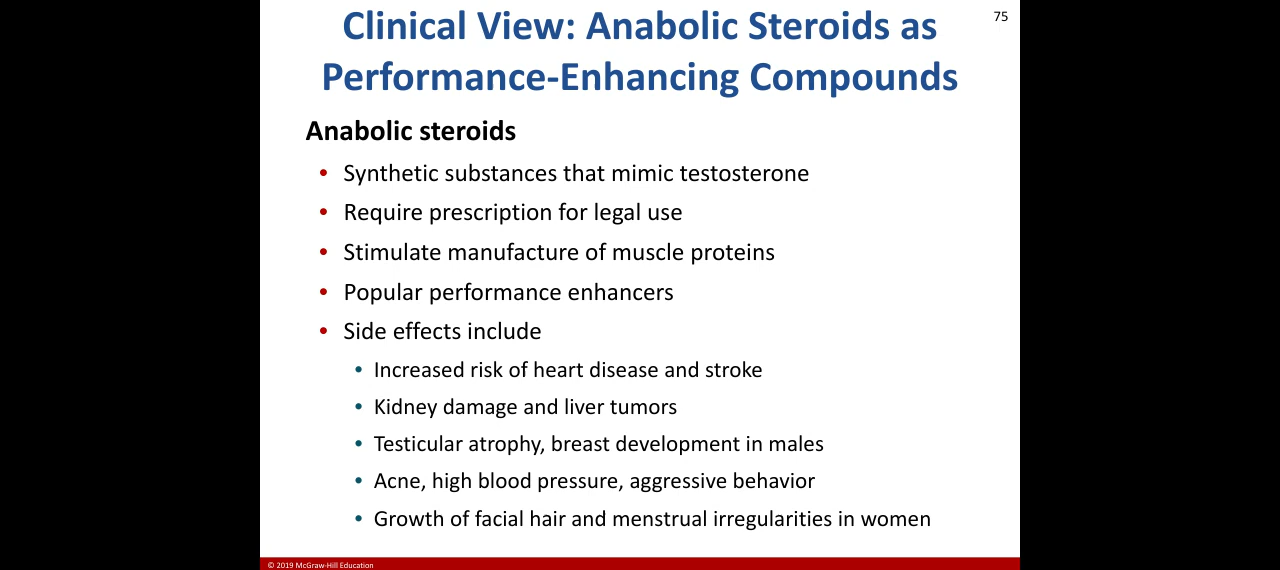 75
Clinical View: Anabolic Steroids as
Performance-Enhancing Compounds
Anabolic steroids
• Synthetic substances that mimic testosterone
• Require prescription for legal use
• Stimulate manufacture of muscle proteins
• Popular performance enhancers
• Side effects include
• Increased risk of heart disease and stroke
• Kidney damage and liver tumors
• Testicular atrophy, breast development in males
• Acne, high blood pressure, aggressive behavior
• Growth of facial hair and menstrual irregularities in women
© 2019 McGraw-Hill Education